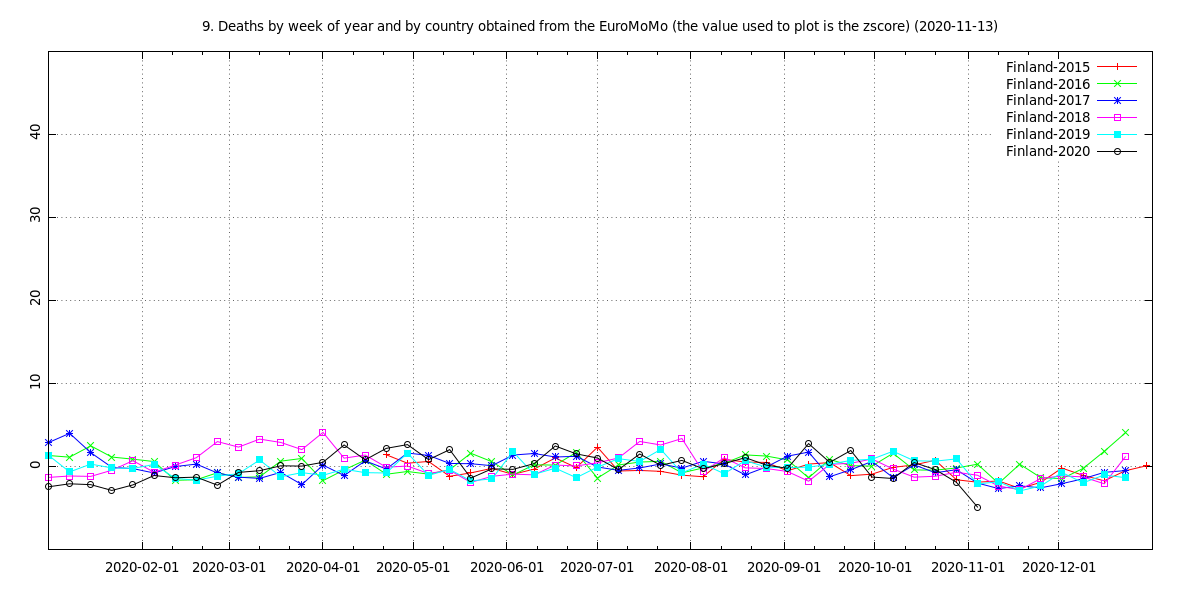 9. Deaths by week of year and by country obtained from the EuroMoMo (the value used to plot is the zscore) (2020-11-13)
Finland-2015
Finland-2016
Finland-2017
Finland-2018
Finland-2019
Finland-2020
40
30
20
10
0
2020-02-01 2020-03-01 2020-04-01 2020-05-01 2020-06-01 2020-07-01 2020-08-01 2020-09-01 2020-10-01 2020-11-01 2020-12-01